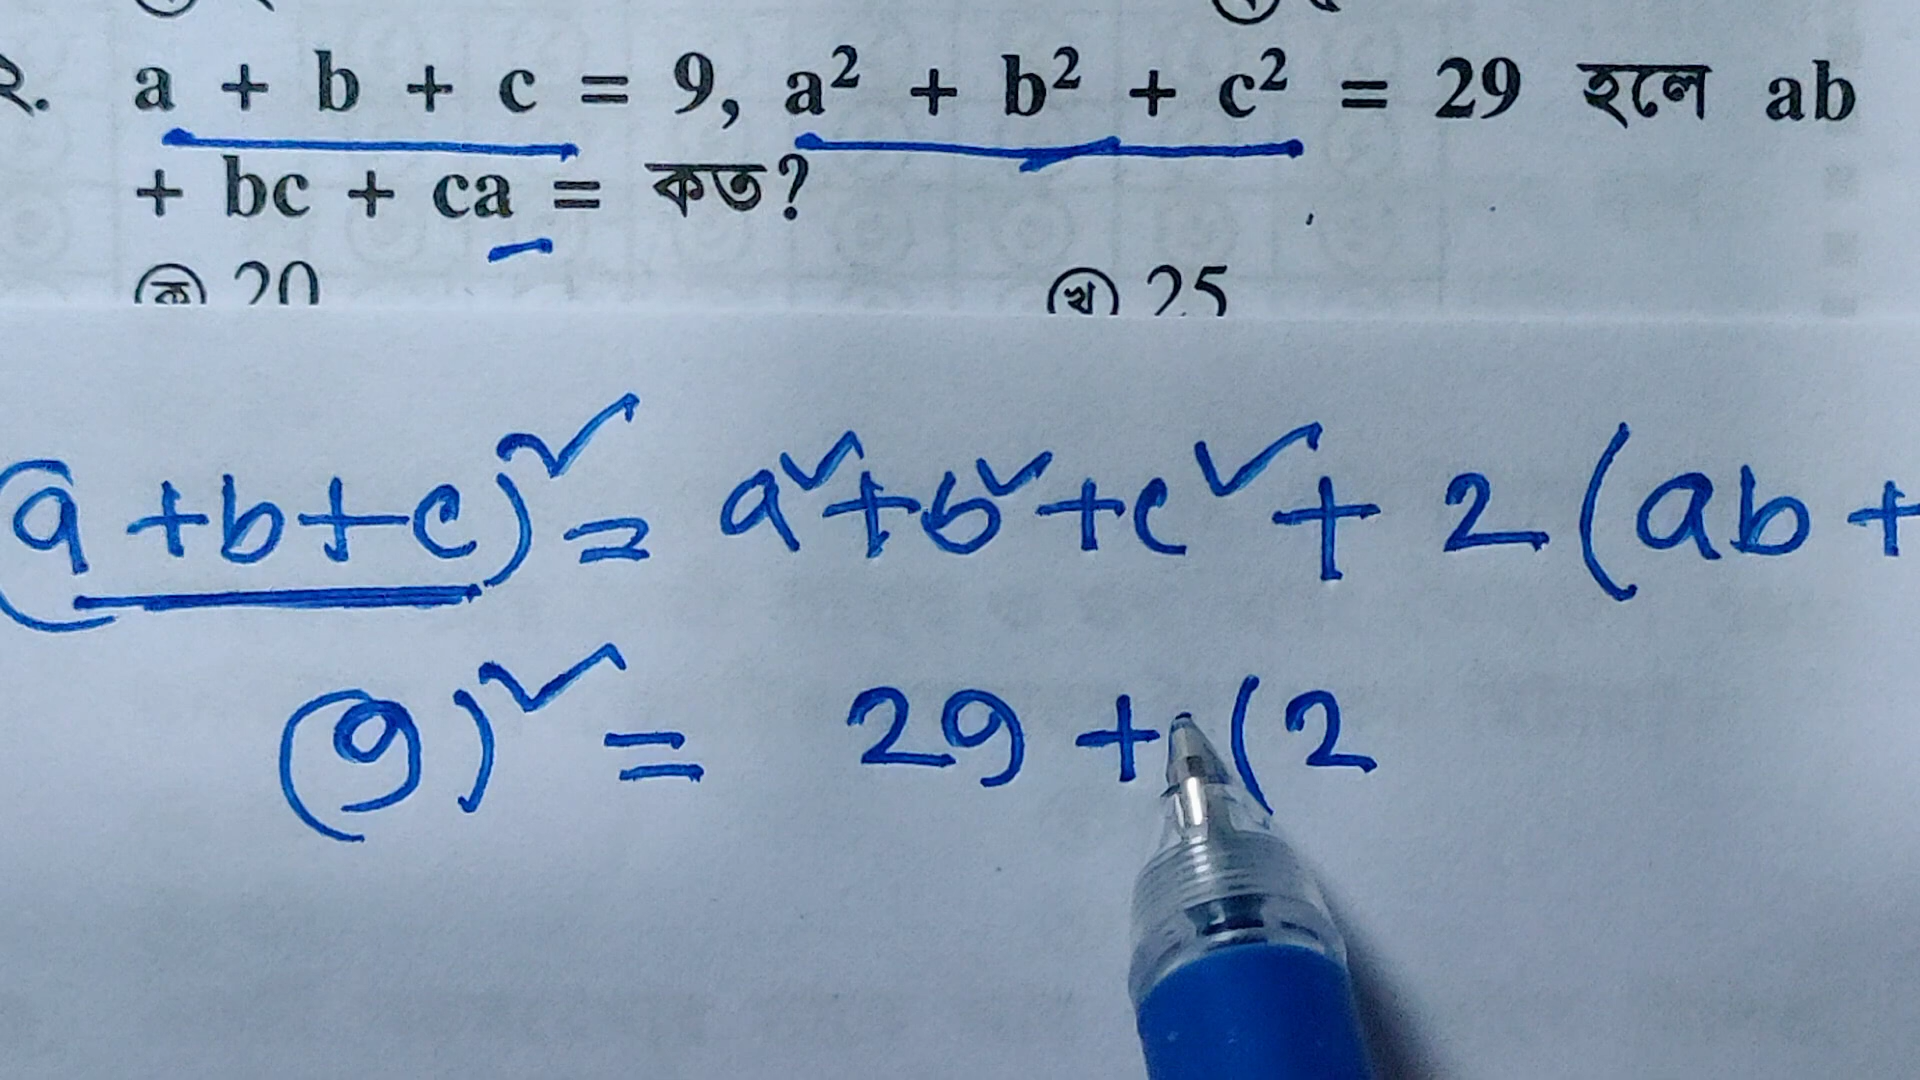 ২. a + b + c = 9, a² + b² + c² = 29 হলে ab
+ bc + ca = কত?
ক 20 খ 25
(a+b+c)² = a²+b²+c²+ 2 (ab +
(9)² = 29 + (2